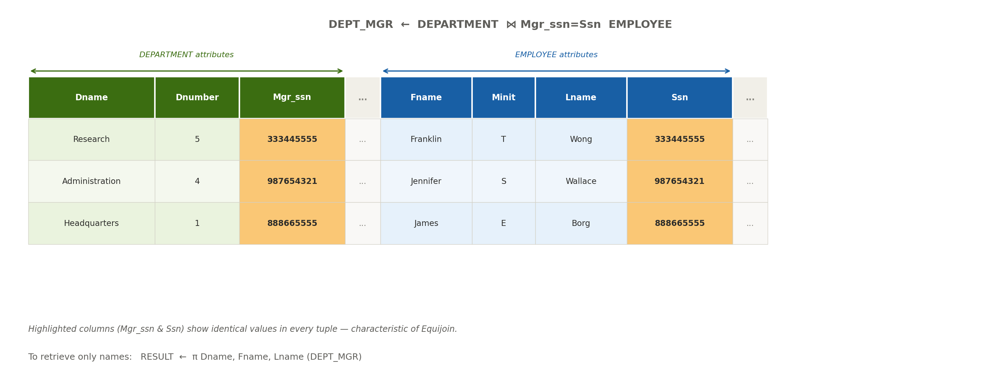 DEPT_MGR ← DEPARTMENT ⋈ Mgr_ssn=Ssn EMPLOYEE
DEPARTMENT attributes EMPLOYEE attributes
Dname Dnumber Mgr_ssn ... Fname Minit Lname Ssn ...
Research 5 333445555 ... Franklin T Wong 333445555 ...
Administration 4 987654321 ... Jennifer S Wallace 987654321 ...
Headquarters 1 888665555 ... James E Borg 888665555 ...
Highlighted columns (Mgr_ssn & Ssn) show identical values in every tuple — characteristic of Equijoin.
To retrieve only names: RESULT ← π Dname, Fname, Lname (DEPT_MGR)